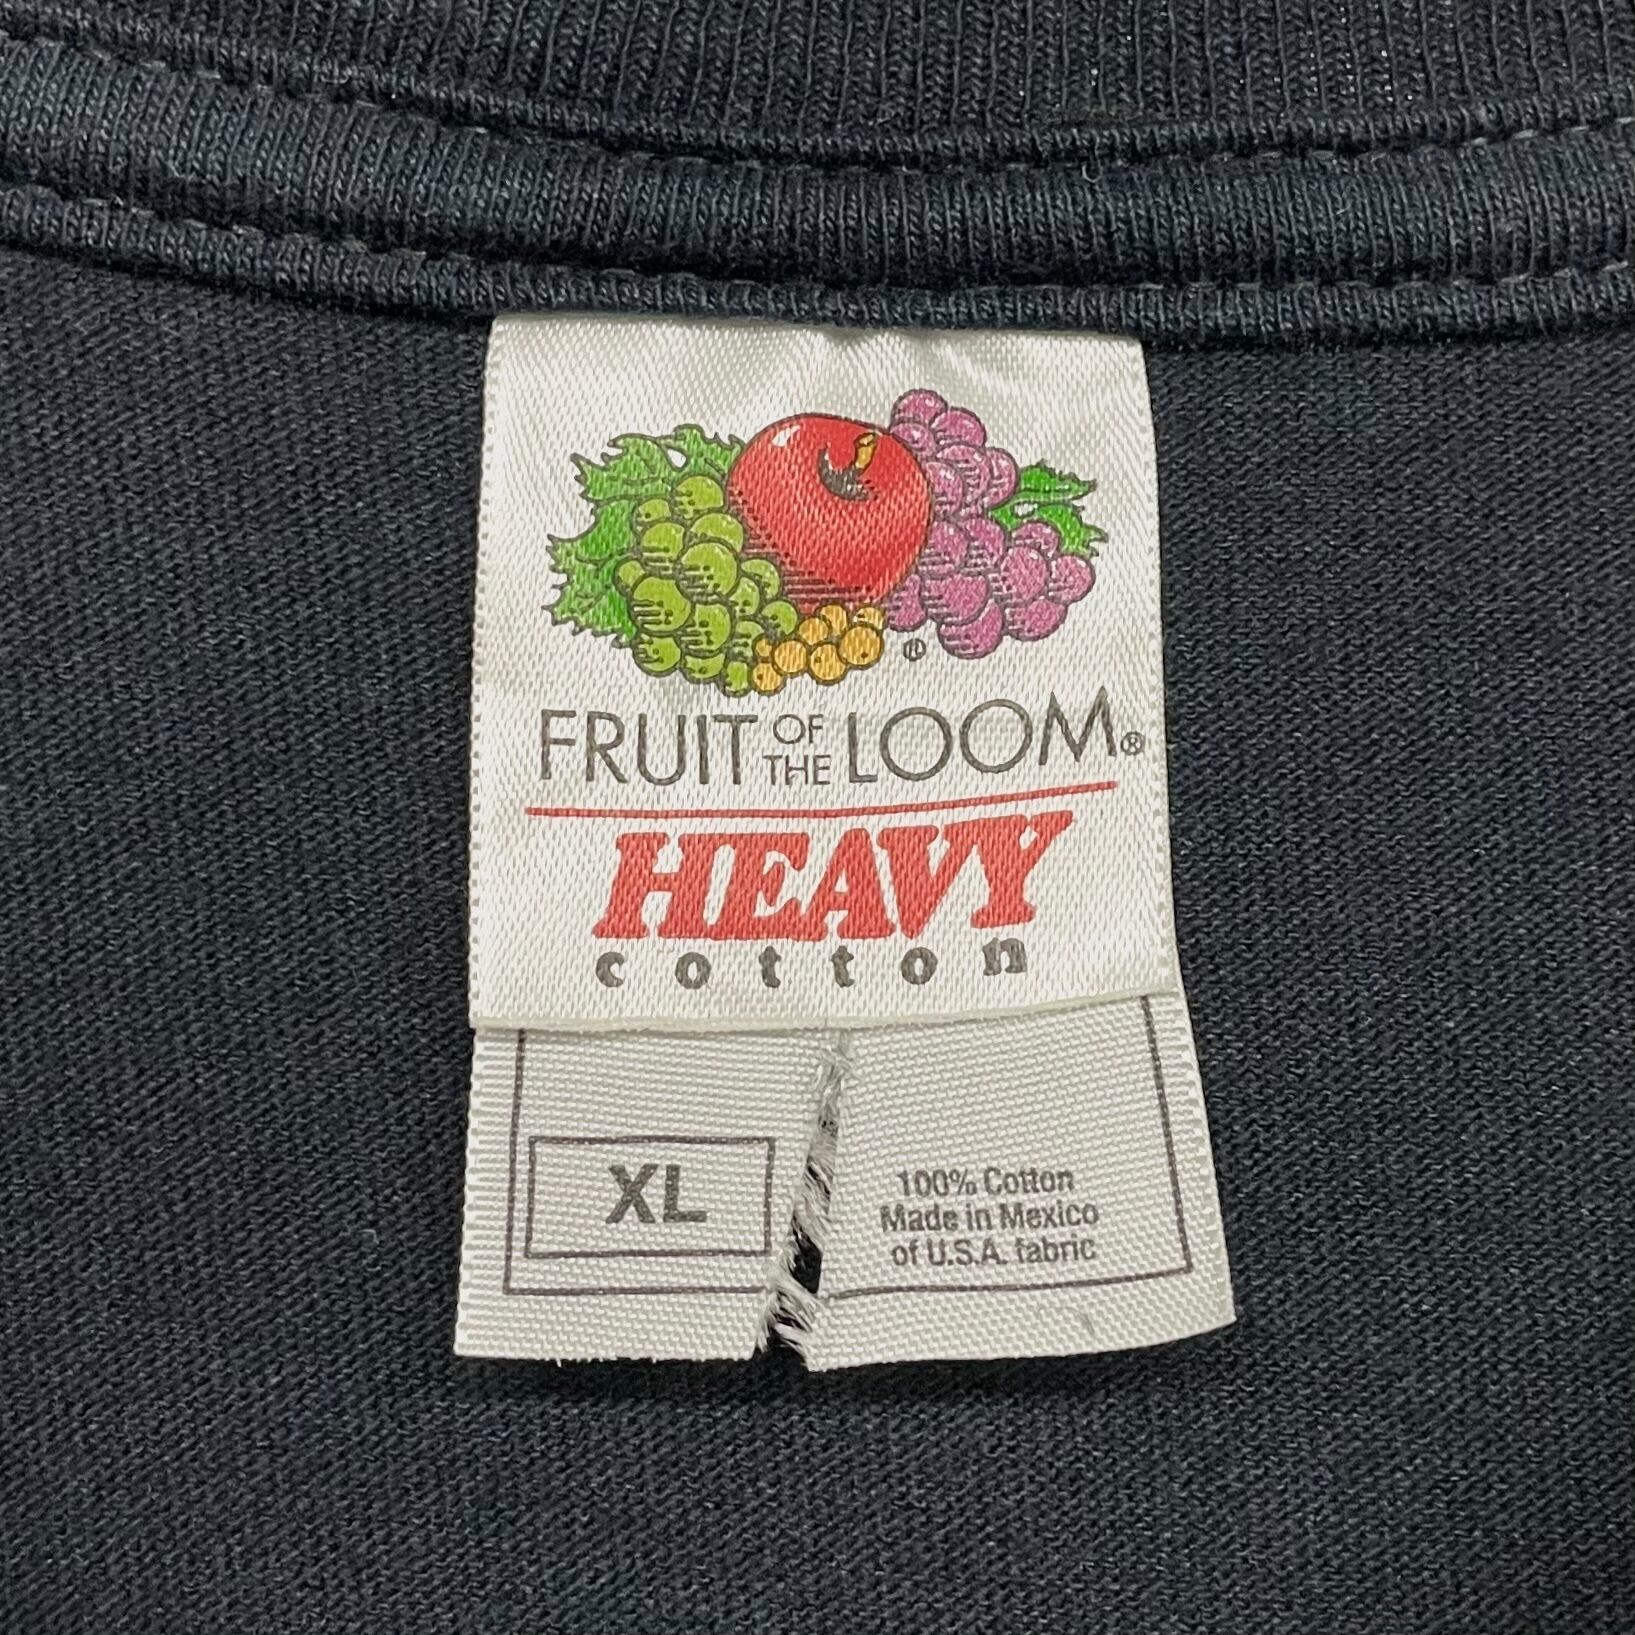 ®
FRUIT OF THE LOOM®
HEAVY
cotton
XL
100% Cotton
Made in Mexico
of U.S.A. fabric